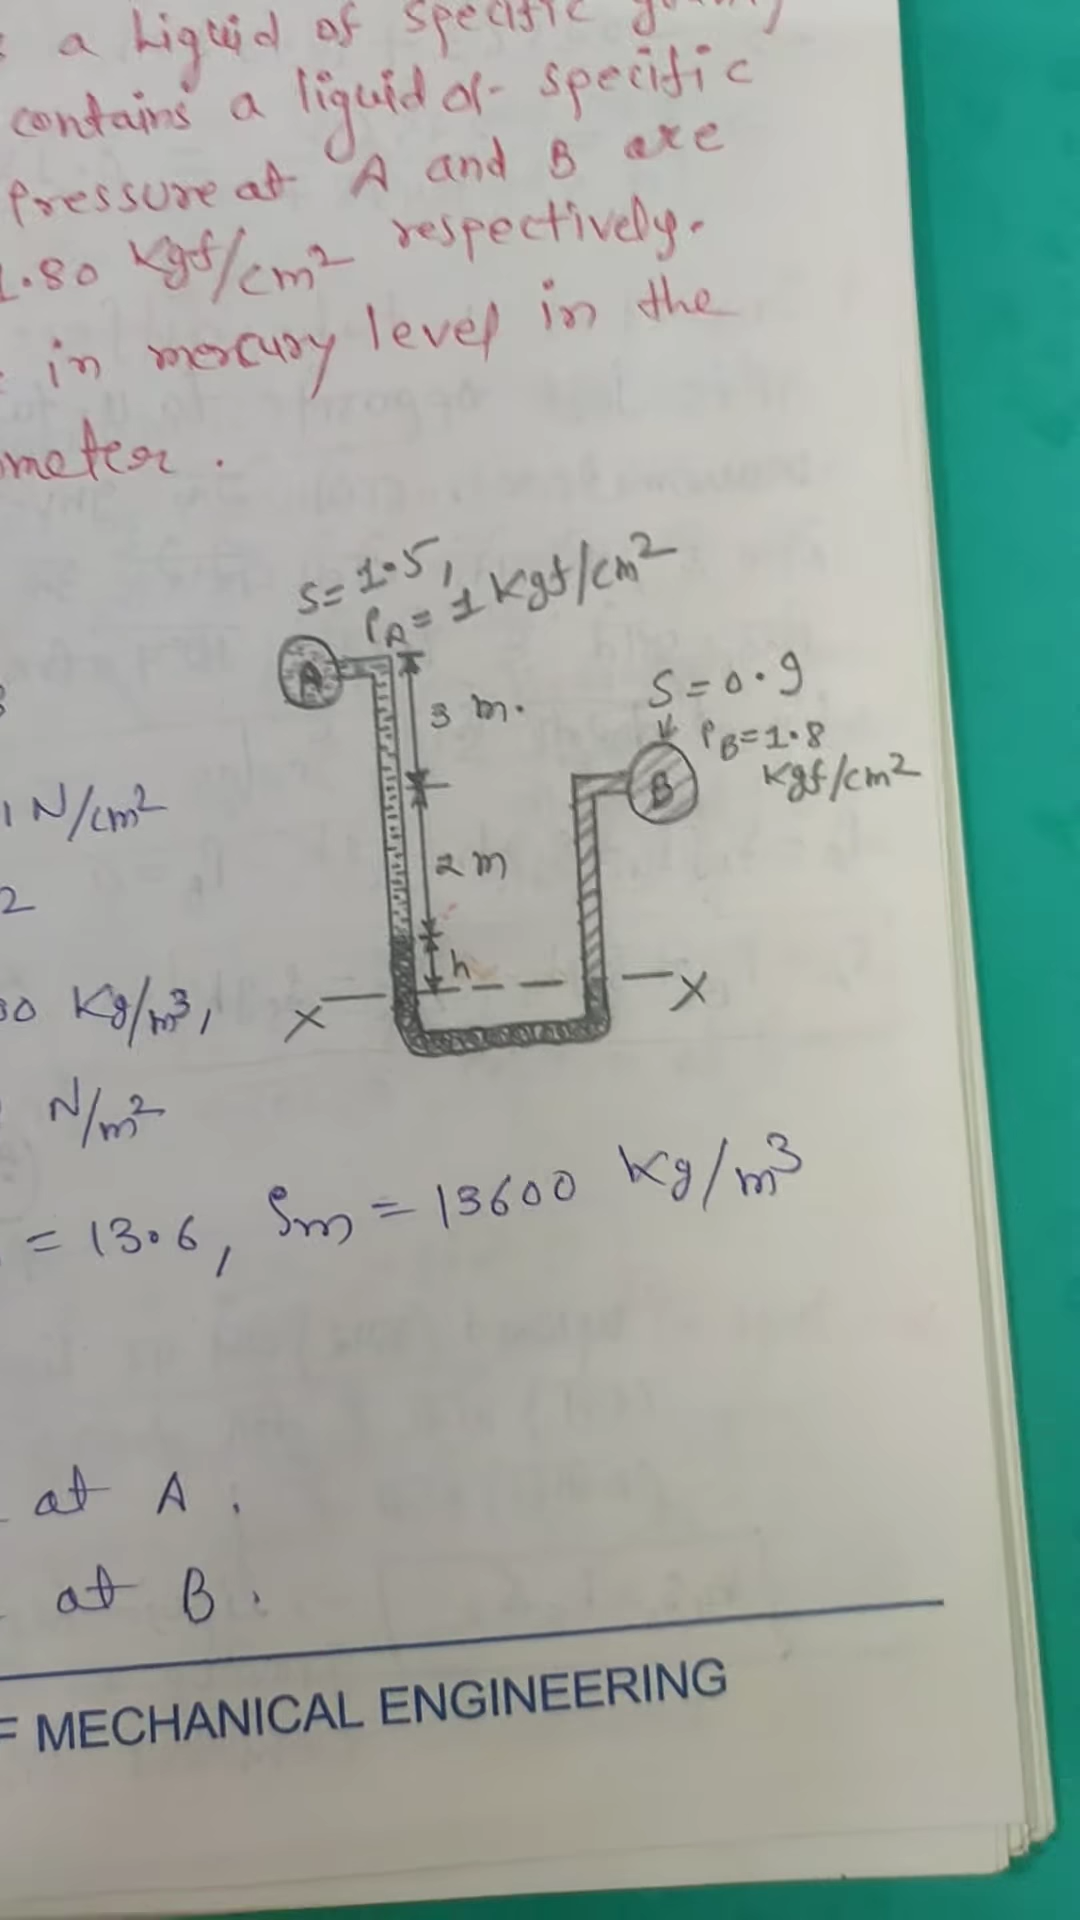 a Liquid of specific
contains a liquid of specific
Pressure at A and B are
1.80 kgf/cm² respectively.
in mercury level in the
meter.
S = 1.5,
PA = 1 kgf/cm²
A
3 m.
S = 0.9
PB = 1.8
kgf/cm²
B
N/cm²
2 m
2
h
X X
kg/m³,
N/m²
= 13.6, Sm = 13600 kg/m³
at A.
at B.
F MECHANICAL ENGINEERING